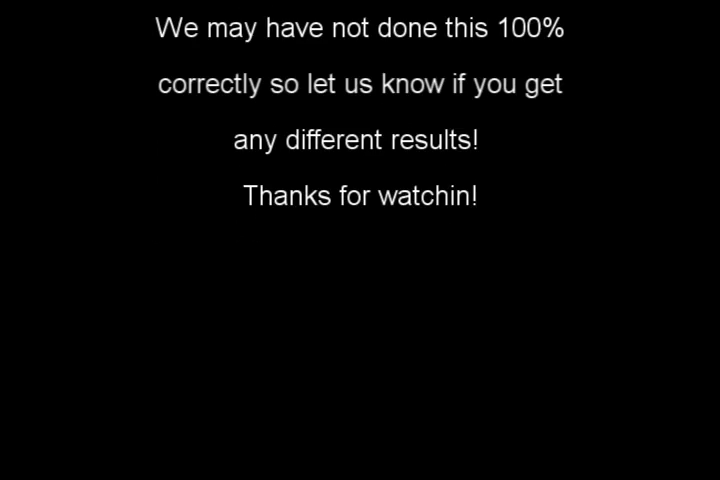 We may have not done this 100%
correctly so let us know if you get
any different results!
Thanks for watchin!